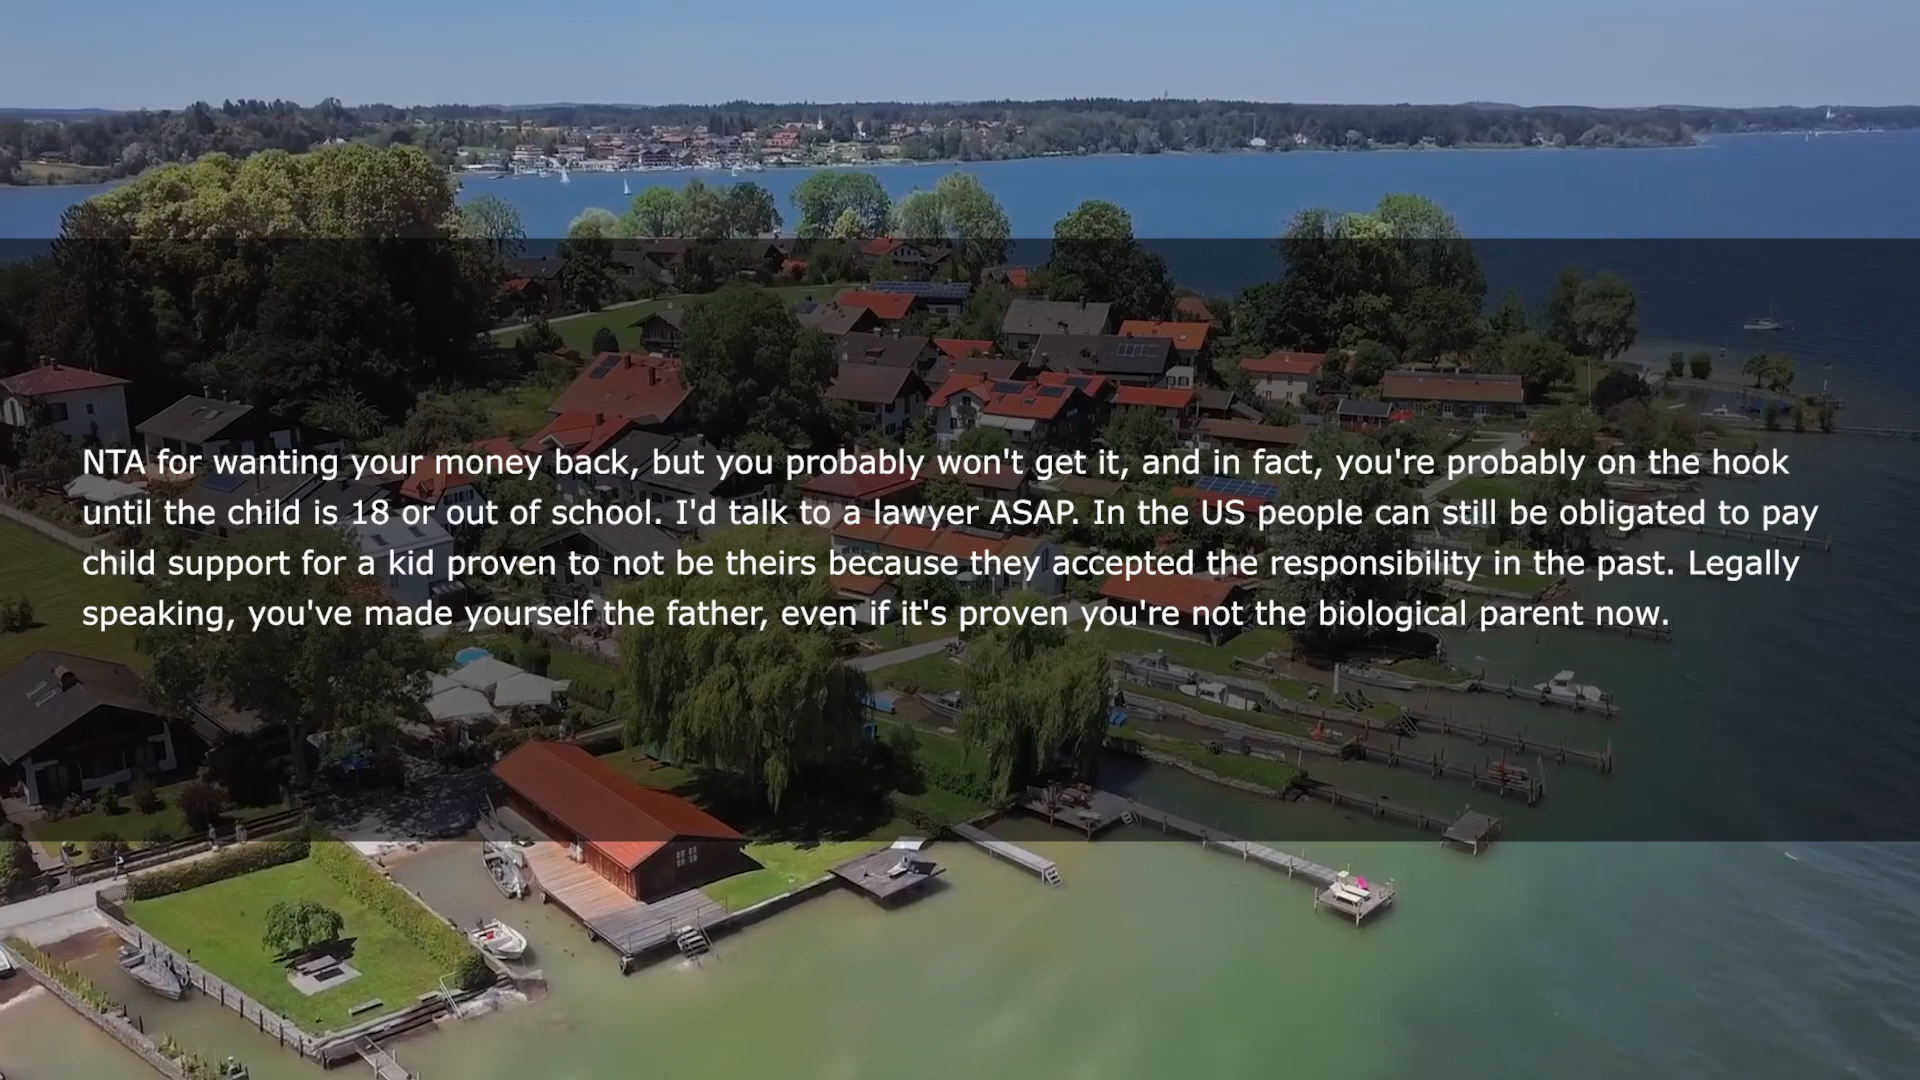 NTA for wanting your money back, but you probably won't get it, and in fact, you're probably on the hook
until the child is 18 or out of school. I'd talk to a lawyer ASAP. In the US people can still be obligated to pay
child support for a kid proven to not be theirs because they accepted the responsibility in the past. Legally
speaking, you've made yourself the father, even if it's proven you're not the biological parent now.